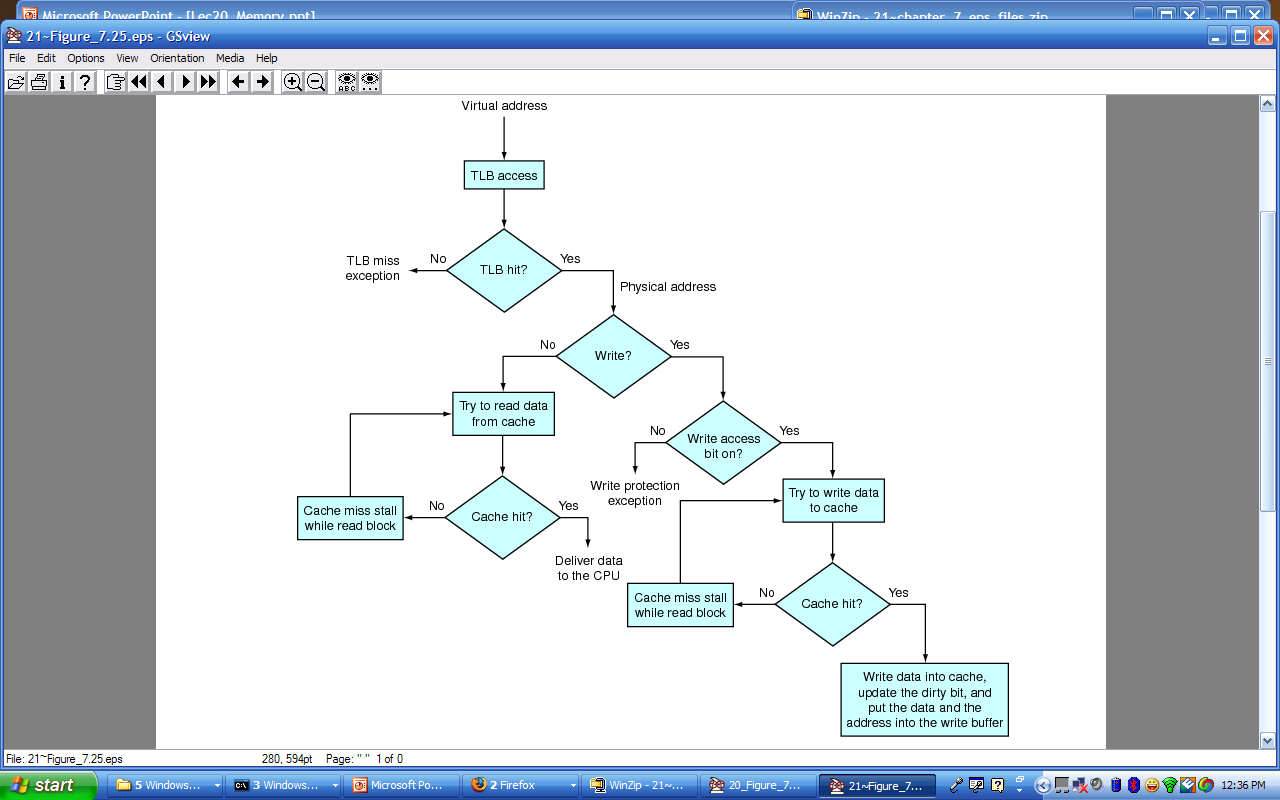 Microsoft PowerPoint - [Lec20 Memory.ppt]
WinZip - 21~chapter_7_eps_files.zip
21~Figure_7.25.eps - GSview
File Edit Options View Orientation Media Help
ABC
Virtual address
TLB access
TLB hit?
No
Yes
TLB miss
exception
Physical address
Write?
No
Yes
Try to read data
from cache
Write access
bit on?
No
Yes
Write protection
exception
Try to write data
to cache
Cache hit?
No
Yes
Cache miss stall
while read block
Deliver data
to the CPU
Cache hit?
No
Yes
Cache miss stall
while read block
Write data into cache,
update the dirty bit, and
put the data and the
address into the write buffer
File: 21~Figure_7.25.eps 280, 594pt Page: " " 1 of 0
start 5 Windows... 3 Windows... Microsoft Po... 2 Firefox WinZip - 21~... 20_Figure_7... 21~Figure_7... 12:36 PM